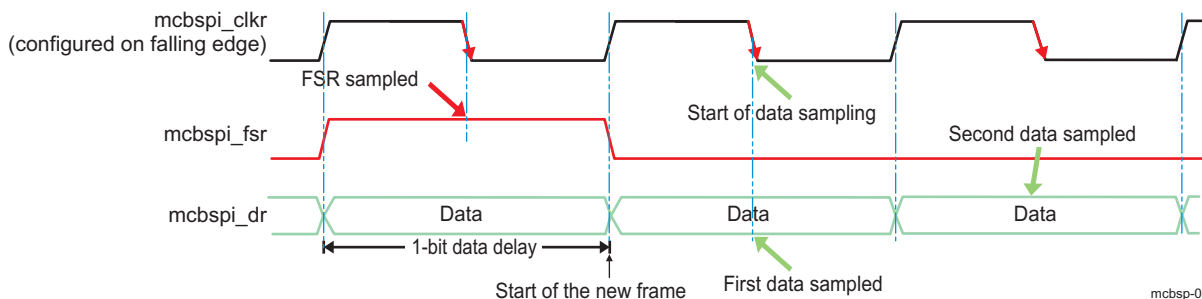 mcbspi_clkr
(configured on falling edge)
FSR sampled
Start of data sampling
mcbspi_fsr
Second data sampled
mcbspi_dr
Data
Data
Data
1-bit data delay
Start of the new frame
First data sampled
mcbsp-0